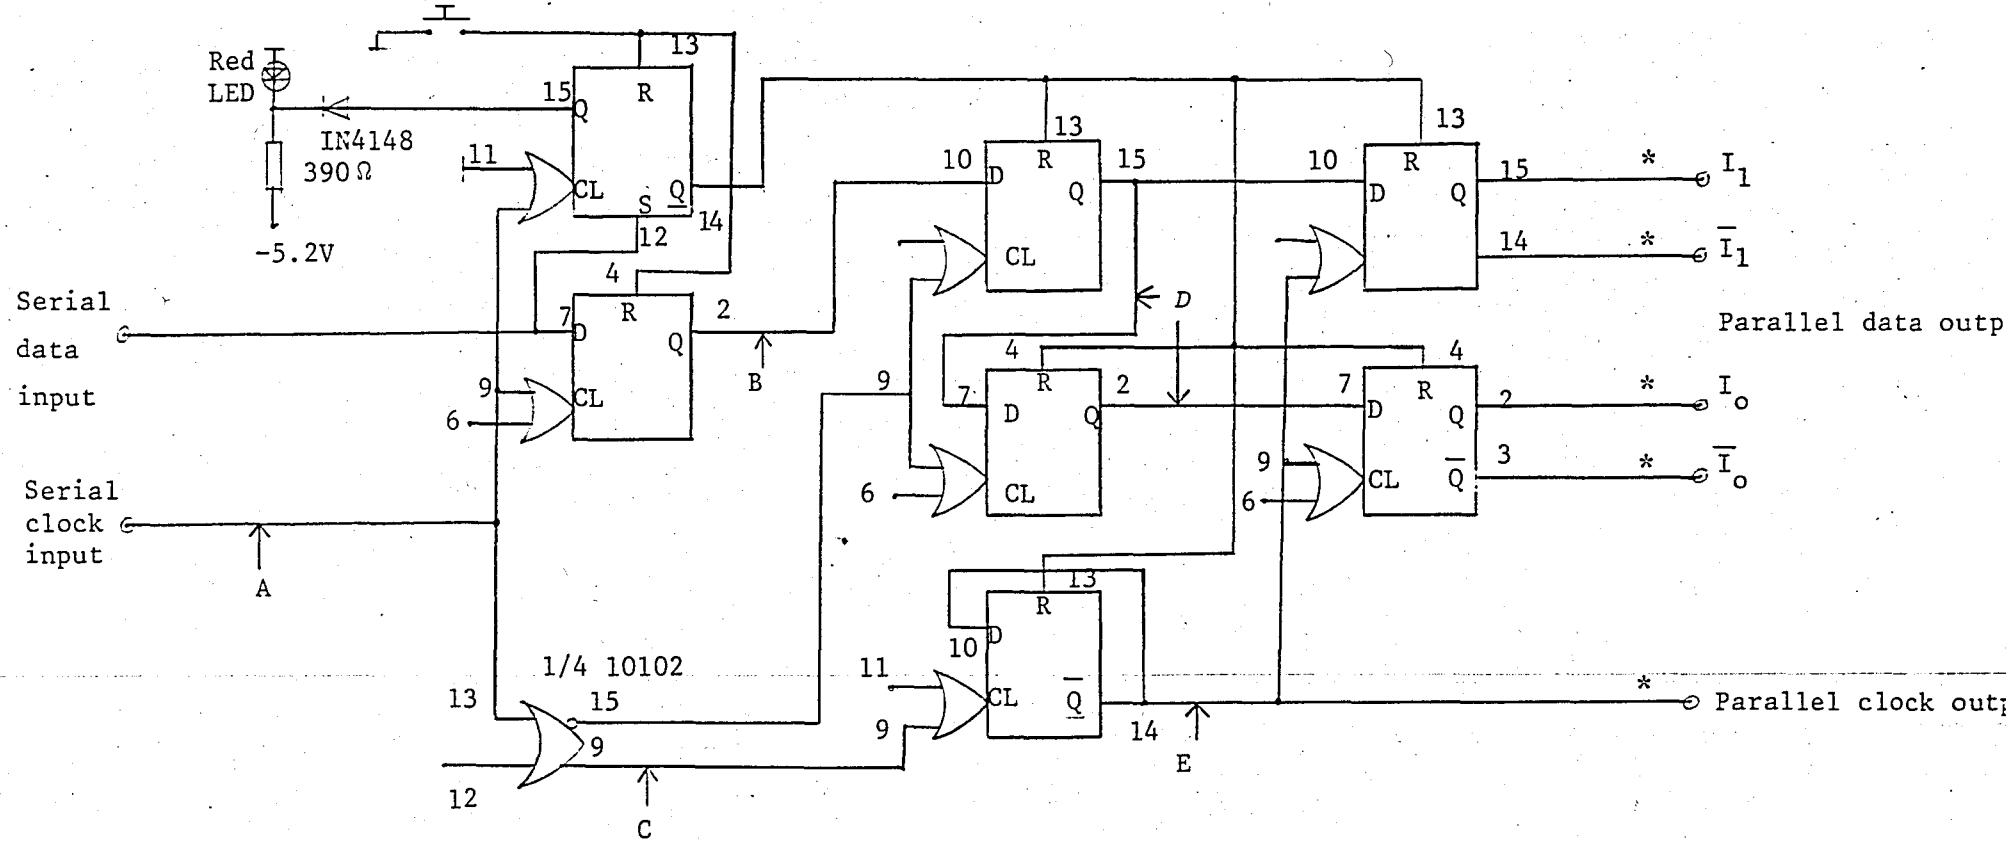 13
Red
LED
15
Q
R
IN4148
390Ω
11
CL
S
Q
12
14
-5.2V
4
Serial
data
input
7
D
R
Q
2
9
CL
6
B
Serial
clock
input
A
10
D
13
R
Q
15
CL
D
10
D
13
R
Q
15
*
I1
14
*
I̅1
Parallel data outp
9
4
7
R
D
Q
2
6
CL
7
D
4
R
Q
2
*
Io
9
6
CL
Q̅
3
*
I̅o
1/4 10102
13
15
9
12
C
13
R
10
D
11
CL
9
Q̅
14
E
*
Parallel clock outp